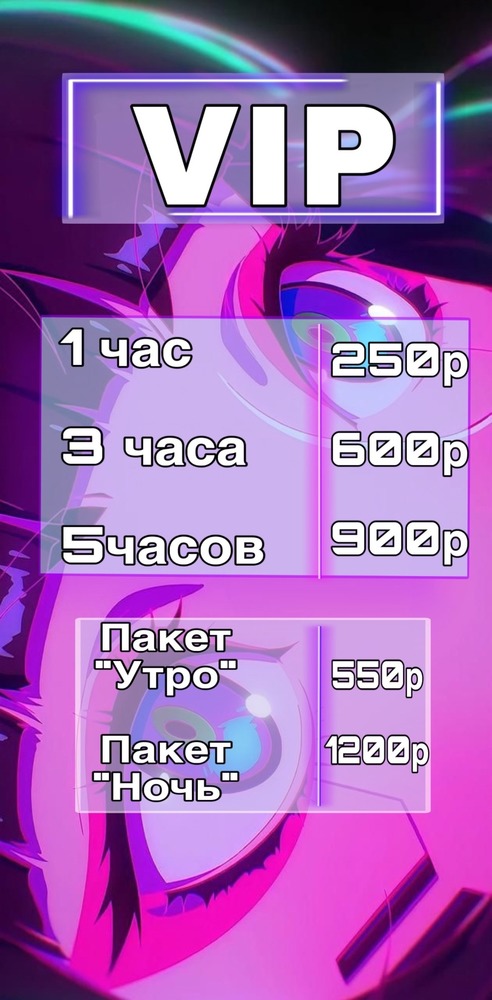 VIP
1 час 250р
3 часа 600р
5часов 900р
Пакет
"Утро" 550р
Пакет
"Ночь" 1200р